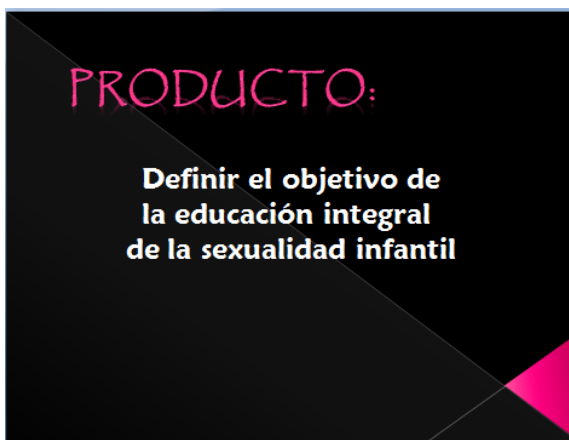 PRODUCTO:
Definir el objetivo de
la educación integral
de la sexualidad infantil